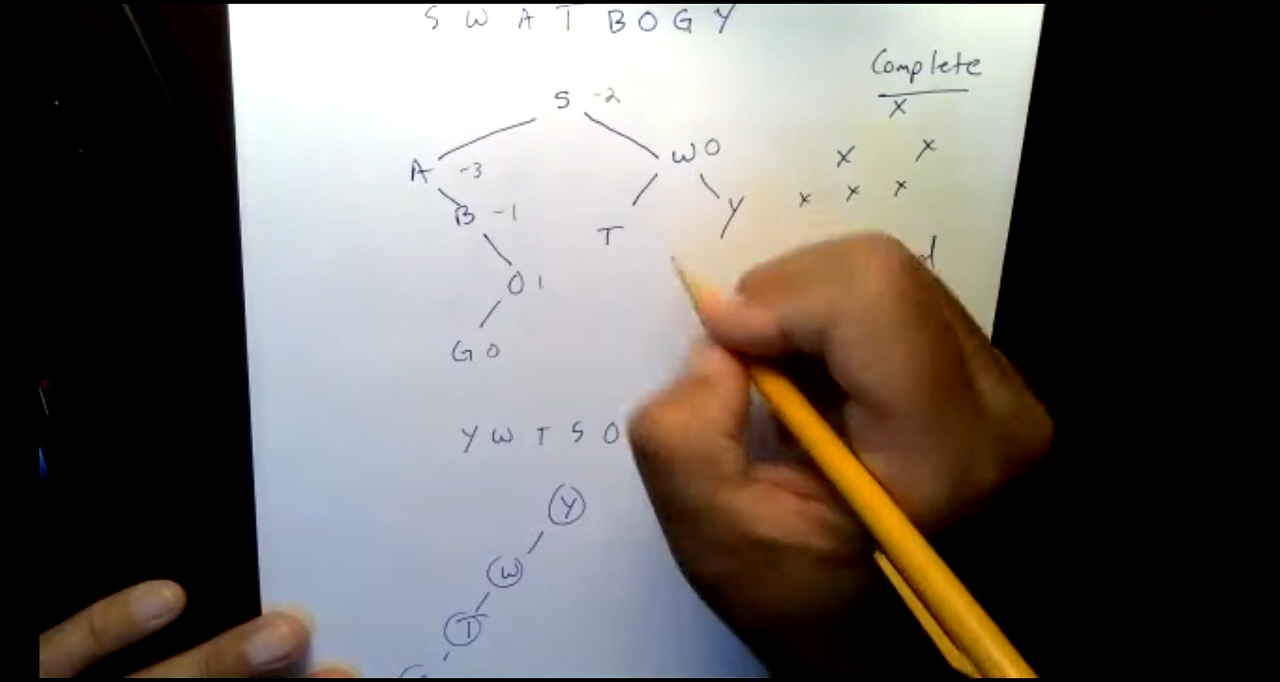 S W A T B O G Y
Complete
S -2
x
A -3
W 0
x x
B -1
T
Y
x x x
O 1
d
G 0
Y W T S O
Y
W
T